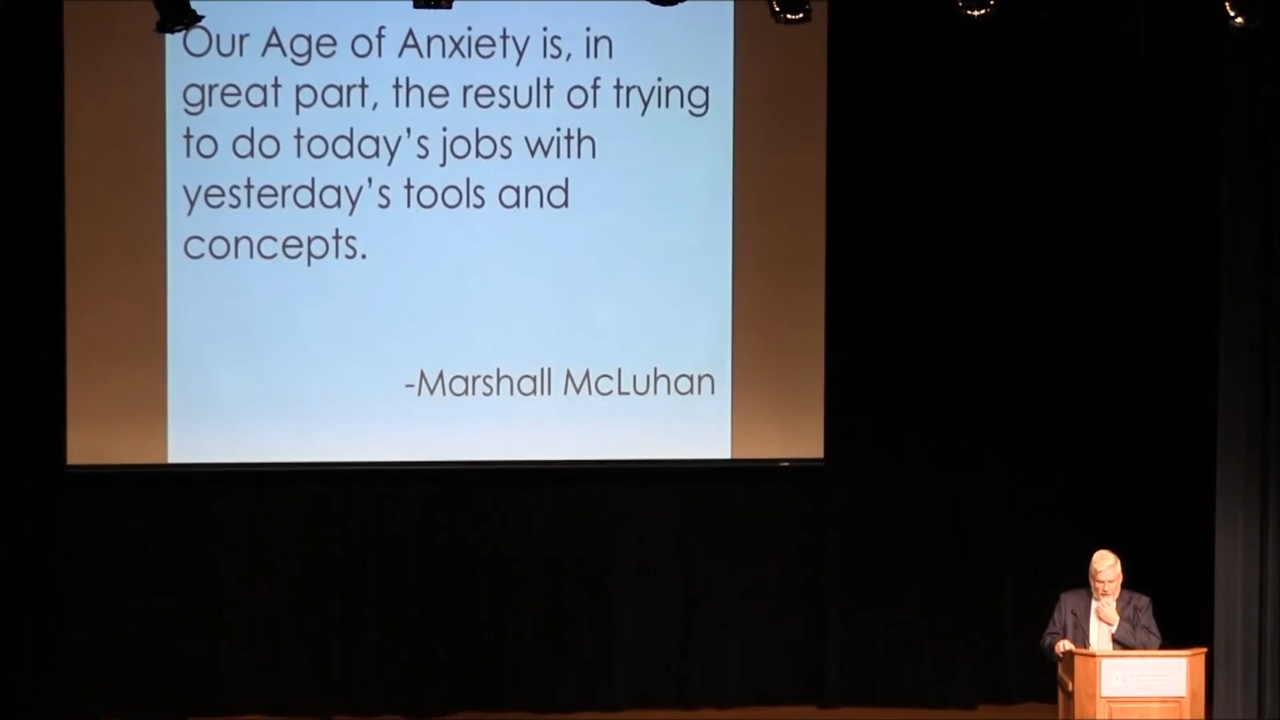 Our Age of Anxiety is, in
great part, the result of trying
to do today's jobs with
yesterday's tools and
concepts.
-Marshall McLuhan